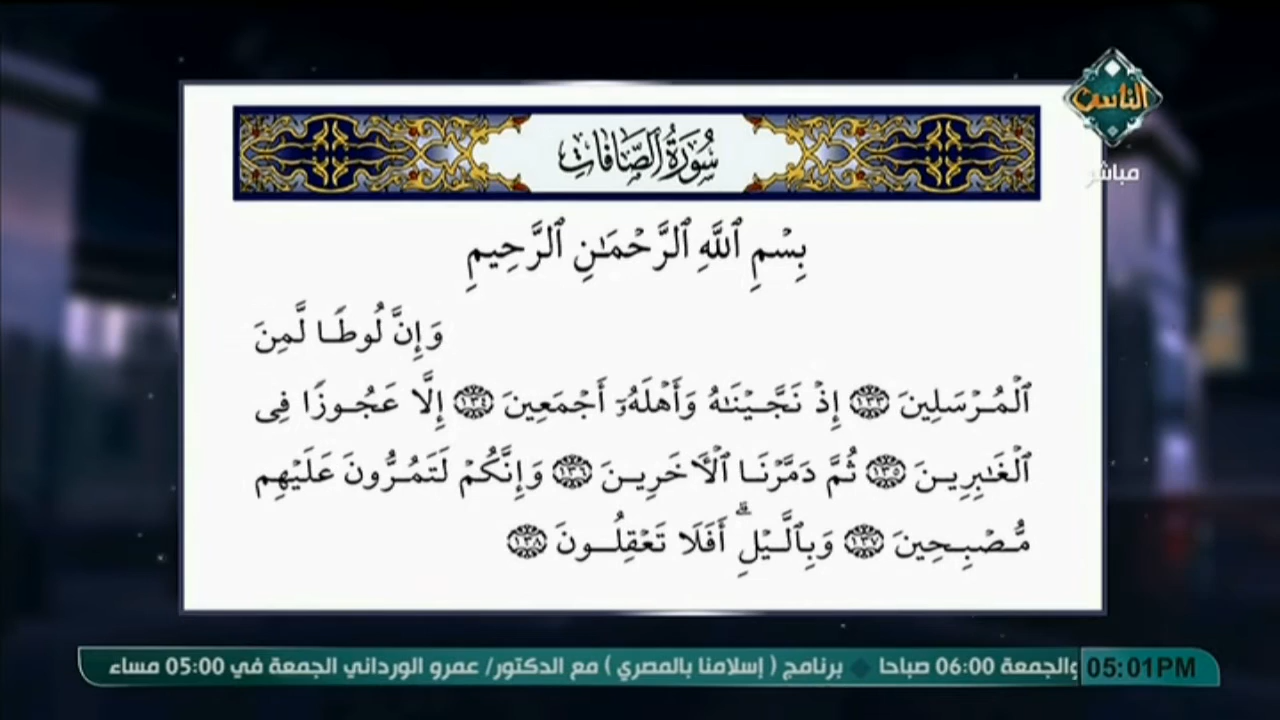 الناس
مباشر
سُورَةُ الصَّافَّاتِ
بِسۡمِ ٱللَّهِ ٱلرَّحۡمَٰنِ ٱلرَّحِيمِ
وَإِنَّ لُوطٗا لَّمِنَ
ٱلۡمُرۡسَلِينَ ١٣٣ إِذۡ نَجَّيۡنَٰهُ وَأَهۡلَهُۥٓ أَجۡمَعِينَ ١٣٤ إِلَّا عَجُوزٗا فِي
ٱلۡغَٰبِرِينَ ١٣٥ ثُمَّ دَمَّرۡنَا ٱلۡأٓخَرِينَ ١٣٦ وَإِنَّكُمۡ لَتَمُرُّونَ عَلَيۡهِم
مُّصۡبِحِينَ ١٣٧ وَبِٱلَّيۡلِۚ أَفَلَا تَعۡقِلُونَ ١٣٨
05:01PM والجمعة 06:00 صباحا ◆ برنامج ( إسلامنا بالمصري ) مع الدكتور/ عمرو الورداني الجمعة في 05:00 مساء